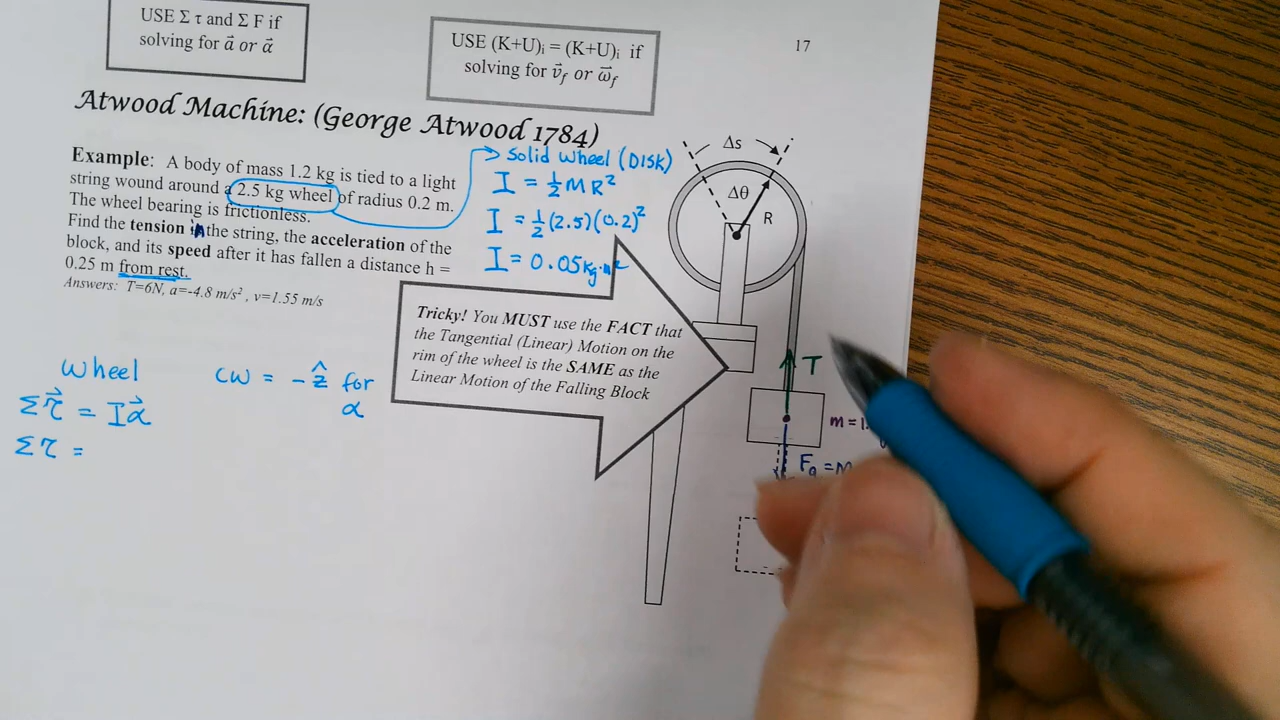 USE Σ τ and Σ F if
solving for a⃗ or α⃗
USE (K+U)ᵢ = (K+U)ᵢ if
solving for v⃗_f or ω⃗_f
17
Atwood Machine: (George Atwood 1784)
Example: A body of mass 1.2 kg is tied to a light
string wound around a 2.5 kg wheel of radius 0.2 m.
The wheel bearing is frictionless.
Find the tension in the string, the acceleration of the
block, and its speed after it has fallen a distance h =
0.25 m from rest.
Answers: T=6N, a=-4.8 m/s², v=1.55 m/s
Solid wheel (DISK)
I = ½MR²
I = ½(2.5)(0.2)²
I = 0.05 kg·m²
Δs
Δθ
R
Tricky! You MUST use the FACT that
the Tangential (Linear) Motion on the
rim of the wheel is the SAME as the
Linear Motion of the Falling Block
T
m = 1.
F_g = m
Wheel
Στ⃗ = Iα⃗
Στ =
CW = -ẑ for
α